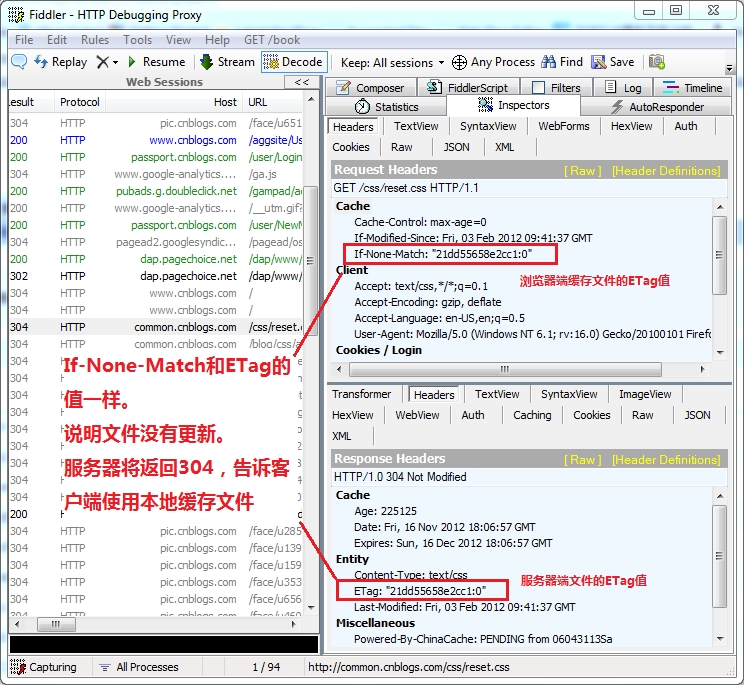 Fiddler - HTTP Debugging Proxy
File Edit Rules Tools View Help GET /book
Replay Resume Stream Decode Keep: All sessions Any Process Find Save
Web Sessions <<
esult Protocol Host URL
304 HTTP pic.cnblogs.com /face/u651
200 HTTP www.cnblogs.com /aggsite/Us
200 HTTP passport.cnblogs.com /user/Login
304 HTTP www.google-analytics.... /ga.js
200 HTTP pubads.g.doubleclick.net /gampad/ad
200 HTTP www.google-analytics.... /__utm.gif?
200 HTTP passport.cnblogs.com /user/NewM
304 HTTP pagead2.googlesyndic... /pagead/os
302 HTTP dap.pagechoice.net /dap/www/
200 HTTP dap.pagechoice.net /dap/www/
304 HTTP www.cnblogs.com /
304 HTTP www.cnblogs.com /
304 HTTP common.cnblogs.com /css/reset.c
304 HTTP common.cnblogs.com /blog/css/a
If-None-Match和ETag的
值一样。
说明文件没有更新。
服务器将返回304，告诉客
户端使用本地缓存文件
304
304
304
304
304
304
304
304
304
304
200
304 HTTP pic.cnblogs.com /face/u285
304 HTTP pic.cnblogs.com /face/u139
304 HTTP pic.cnblogs.com /face/u159
304 HTTP pic.cnblogs.com /face/u353
304 HTTP pic.cnblogs.com /face/u656
Composer FiddlerScript Filters Log Timeline
Statistics Inspectors AutoResponder
Headers TextView SyntaxView WebForms HexView Auth
Cookies Raw JSON XML
Request Headers [ Raw ] [Header Definitions]
GET /css/reset.css HTTP/1.1
Cache
Cache-Control: max-age=0
If-Modified-Since: Fri, 03 Feb 2012 09:41:37 GMT
If-None-Match: "21dd55658e2cc1:0"
浏览器端缓存文件的ETag值
Client
Accept: text/css,*/*;q=0.1
Accept-Encoding: gzip, deflate
Accept-Language: en-US,en;q=0.5
User-Agent: Mozilla/5.0 (Windows NT 6.1; rv:16.0) Gecko/20100101 Firefo
Cookies / Login
Transformer Headers TextView SyntaxView ImageView
HexView WebView Auth Caching Cookies Raw JSON
XML
Response Headers [ Raw ] [Header Definitions]
HTTP/1.0 304 Not Modified
Cache
Age: 225125
Date: Fri, 16 Nov 2012 18:06:57 GMT
Expires: Sun, 16 Dec 2012 18:06:57 GMT
Entity
Content-Type: text/css
ETag: "21dd55658e2cc1:0"
服务器端文件的ETag值
Last-Modified: Fri, 03 Feb 2012 09:41:37 GMT
Miscellaneous
Powered-By-ChinaCache: PENDING from 06043113Sa
Capturing All Processes 1 / 94 http://common.cnblogs.com/css/reset.css